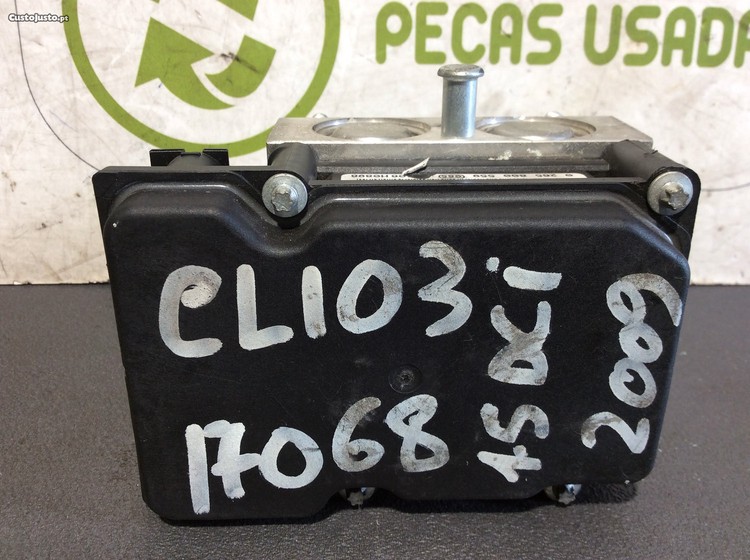 CustoJusto.pt
PECAS USADA
CLIO 3
1.5 DCi
2009
17068